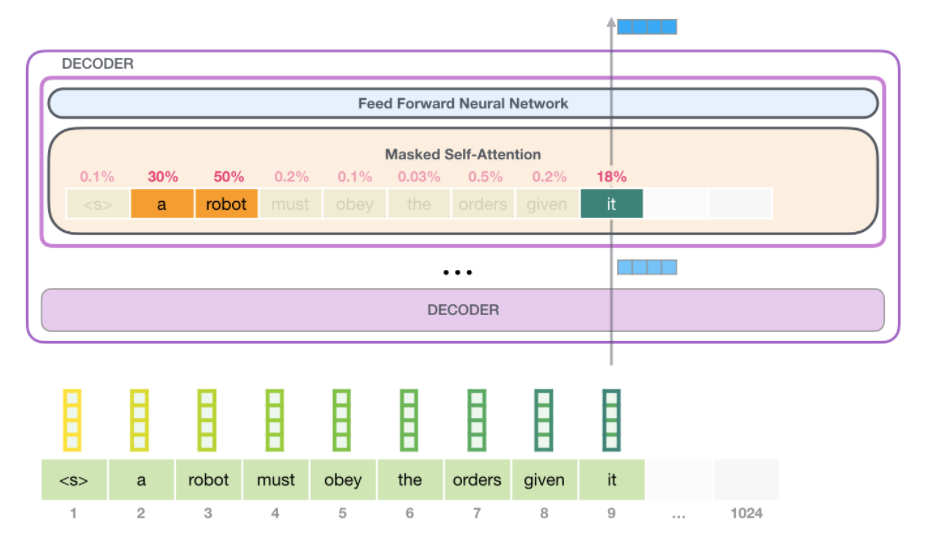 DECODER
Feed Forward Neural Network
Masked Self-Attention
0.1% 30% 50% 0.2% 0.1% 0.03% 0.5% 0.2% 18%
<s> a robot must obey the orders given it
...
DECODER
<s> a robot must obey the orders given it
1 2 3 4 5 6 7 8 9 ... 1024